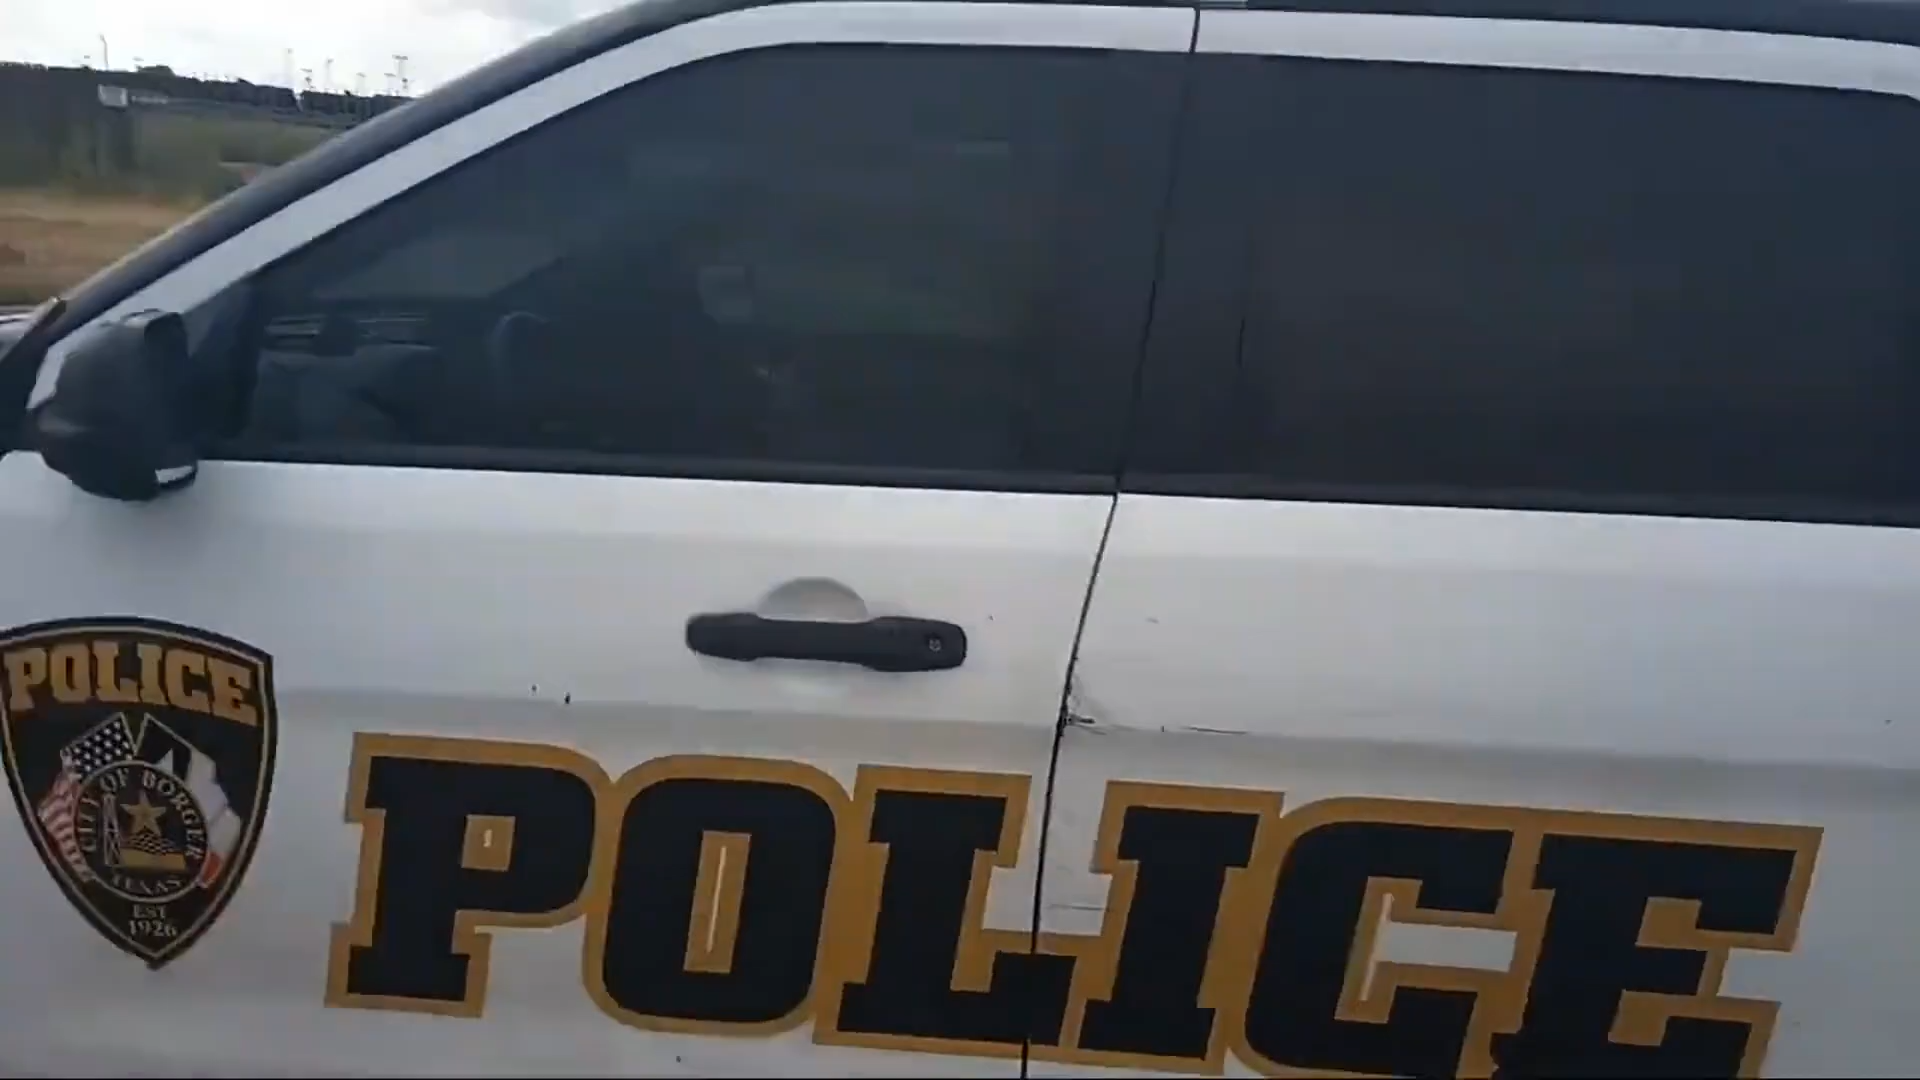 POLICE
CITY OF BORGER
TEXAS
EST
1926
POLICE